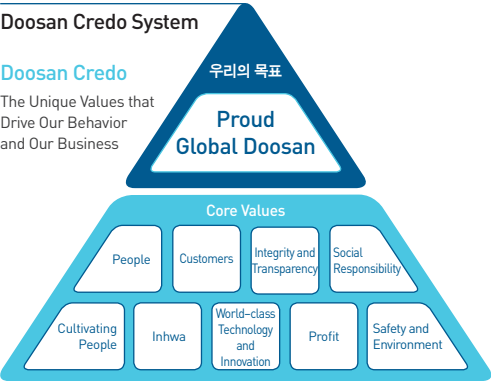 Doosan Credo System
Doosan Credo
The Unique Values that
Drive Our Behavior
and Our Business
우리의 목표
Proud
Global Doosan
Core Values
People
Customers
Integrity and
Transparency
Social
Responsibility
Cultivating
People
Inhwa
World-class
Technology
and
Innovation
Profit
Safety and
Environment